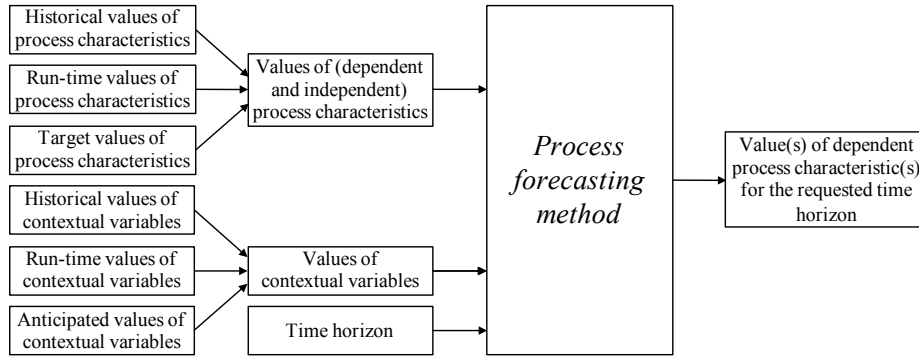 Historical values of
process characteristics
Run-time values of
process characteristics
Target values of
process characteristics
Values of (dependent
and independent)
process characteristics
Historical values of
contextual variables
Run-time values of
contextual variables
Anticipated values of
contextual variables
Values of
contextual variables
Time horizon
Process
forecasting
method
Value(s) of dependent
process characteristic(s)
for the requested time
horizon